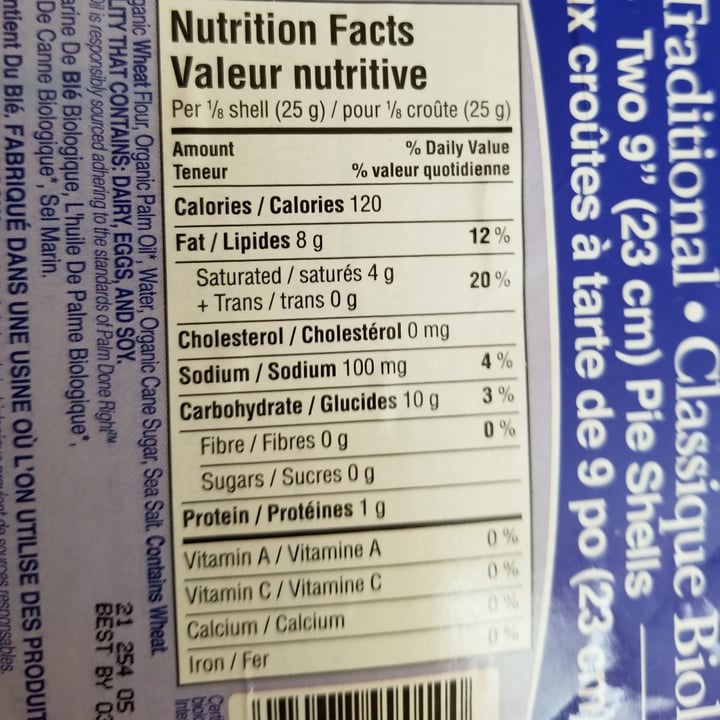 Nutrition Facts
Valeur nutritive
Per 1/8 shell (25 g) / pour 1/8 croûte (25 g)
Amount % Daily Value
Teneur % valeur quotidienne
Calories / Calories 120
Fat / Lipides 8 g 12 %
Saturated / saturés 4 g 20 %
+ Trans / trans 0 g
Cholesterol / Cholestérol 0 mg
Sodium / Sodium 100 mg 4 %
Carbohydrate / Glucides 10 g 3 %
Fibre / Fibres 0 g 0 %
Sugars / Sucres 0 g
Protein / Protéines 1 g
Vitamin A / Vitamine A 0 %
Vitamin C / Vitamine C 0 %
Calcium / Calcium 0 %
Iron / Fer 0 %
Traditional • Classique
Two 9” (23 cm) Pie Shells
croûtes à tarte de 9 po (23 cm
Wheat Flour, Organic Palm Oil*, Water, Organic Cane Sugar, Sea Salt. Contains Wheat.
THAT CONTAINS: DAIRY, EGGS, AND SOY.
is responsibly sourced adhering to the standards of Palm Done Right™
De Blé Biologique, L'huile De Palme Biologique*,
De Canne Biologique*, Sel Marin.
Du Blé. FABRIQUÉ DANS UNE USINE OÙ L'ON UTILISE DES
21 254 05
BEST BY